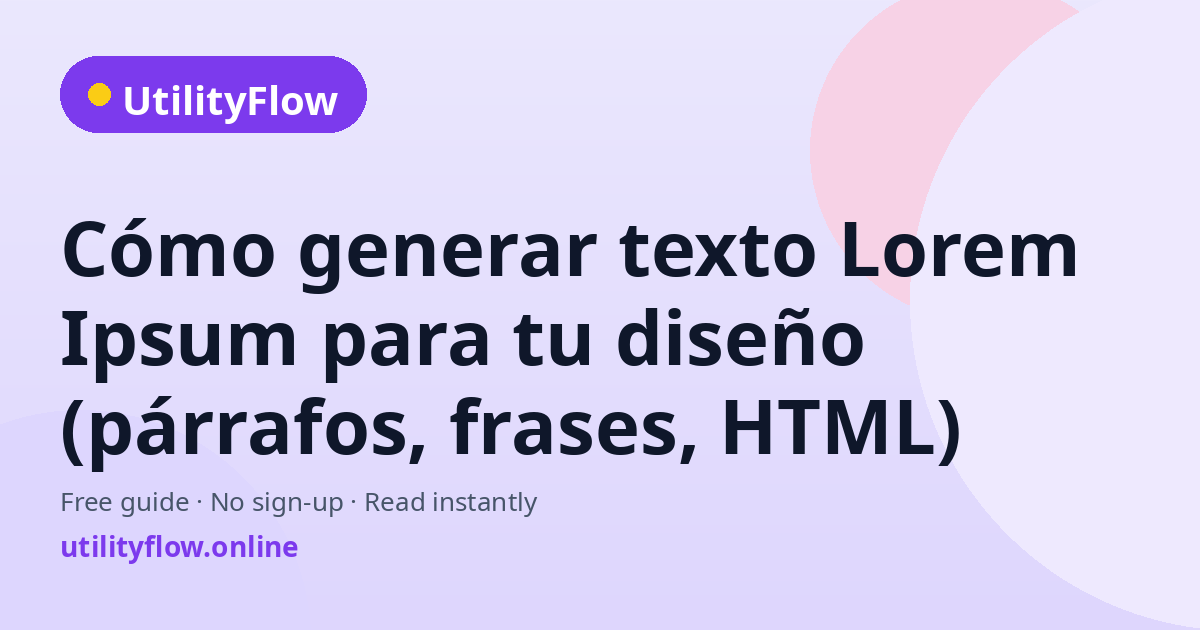 UtilityFlow
Cómo generar texto Lorem
Ipsum para tu diseño
(párrafos, frases, HTML)
Free guide · No sign-up · Read instantly
utilityflow.online